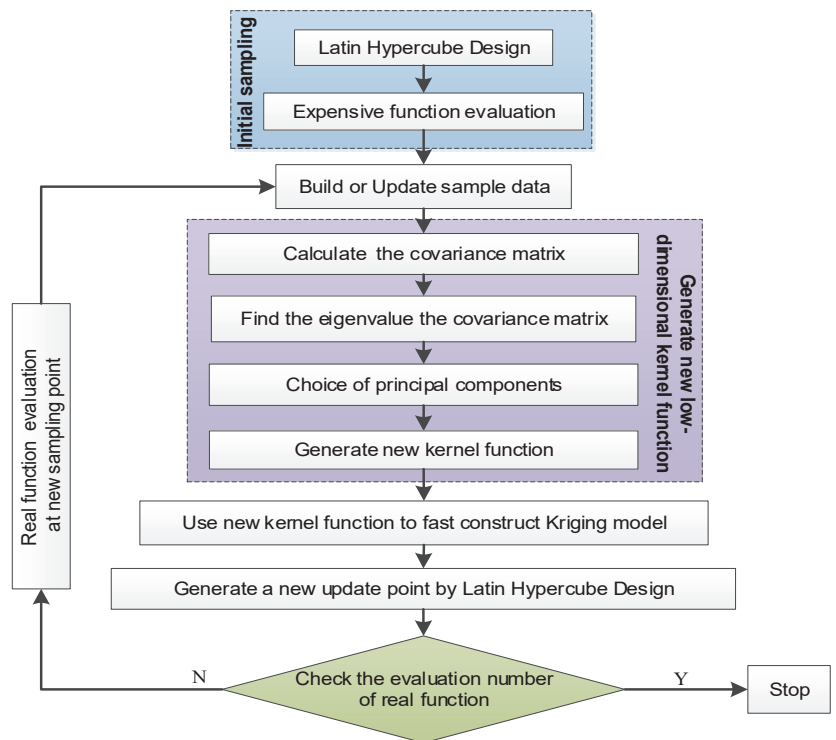 Initial sampling
Latin Hypercube Design
Expensive function evaluation
Build or Update sample data
Generate new low-
dimensional kernel function
Calculate the covariance matrix
Find the eigenvalue the covariance matrix
Choice of principal components
Generate new kernel function
Use new kernel function to fast construct Kriging model
Generate a new update point by Latin Hypercube Design
Check the evaluation number
of real function
N
Y
Stop
Real function evaluation
at new sampling point